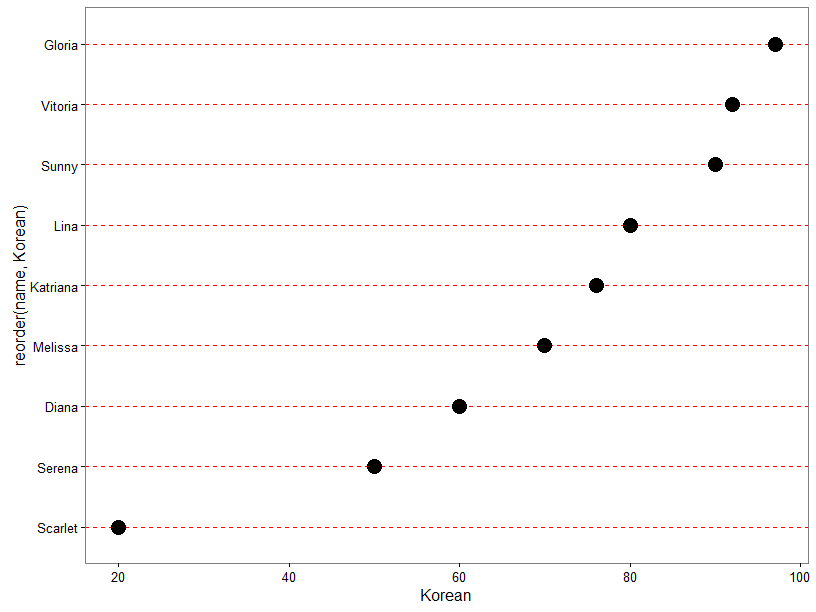 reorder(name, Korean)
Gloria
Vitoria
Sunny
Lina
Katriana
Melissa
Diana
Serena
Scarlet
20 40 60 80 100
Korean